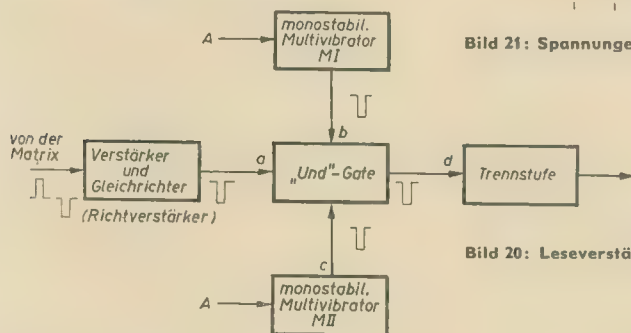 monostabil.
Multivibrator
MI
A
Bild 21: Spannunge
b
von der
Matrix
Verstärker
und
Gleichrichter
(Richtverstärker)
a
„Und"-Gate
d
Trennstufe
c
Bild 20: Leseverstä
A
monostabil.
Multivibrator
MII